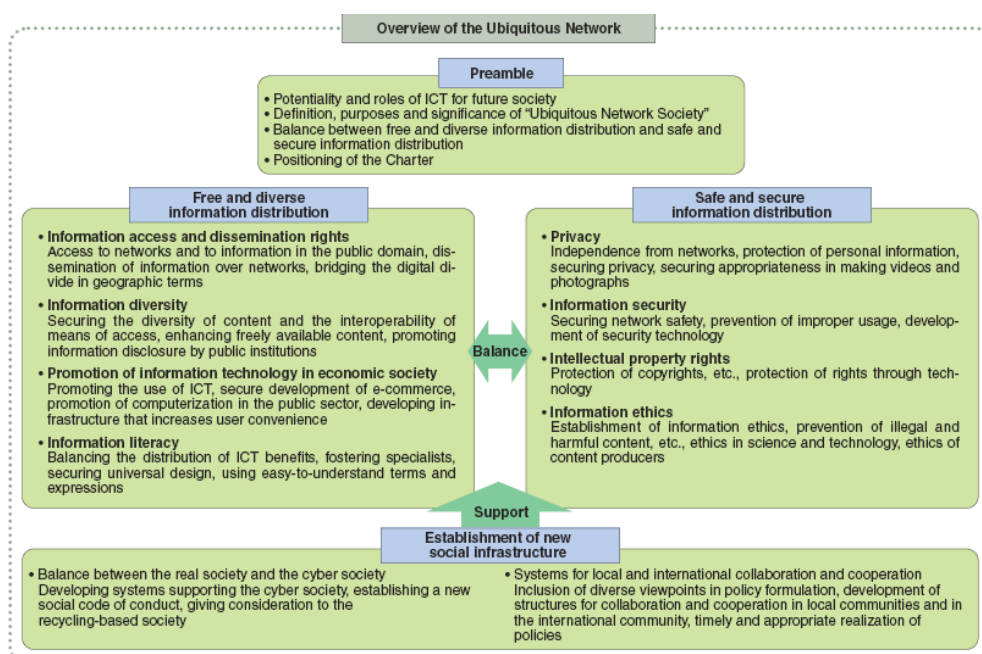 Overview of the Ubiquitous Network
Preamble
• Potentiality and roles of ICT for future society
• Definition, purposes and significance of “Ubiquitous Network Society”
• Balance between free and diverse information distribution and safe and
secure information distribution
• Positioning of the Charter
Free and diverse
information distribution
• Information access and dissemination rights
Access to networks and to information in the public domain, dis-
semination of information over networks, bridging the digital di-
vide in geographic terms
• Information diversity
Securing the diversity of content and the interoperability of
means of access, enhancing freely available content, promoting
information disclosure by public institutions
• Promotion of information technology in economic society
Promoting the use of ICT, secure development of e-commerce,
promotion of computerization in the public sector, developing in-
frastructure that increases user convenience
• Information literacy
Balancing the distribution of ICT benefits, fostering specialists,
securing universal design, using easy-to-understand terms and
expressions
Balance
Safe and secure
information distribution
• Privacy
Independence from networks, protection of personal information,
securing privacy, securing appropriateness in making videos and
photographs
• Information security
Securing network safety, prevention of improper usage, develop-
ment of security technology
• Intellectual property rights
Protection of copyrights, etc., protection of rights through tech-
nology
• Information ethics
Establishment of information ethics, prevention of illegal and
harmful content, etc., ethics in science and technology, ethics of
content producers
Support
Establishment of new
social infrastructure
• Balance between the real society and the cyber society
Developing systems supporting the cyber society, establishing a new
social code of conduct, giving consideration to the
recycling-based society
• Systems for local and international collaboration and cooperation
Inclusion of diverse viewpoints in policy formulation, development of
structures for collaboration and cooperation in local communities and in
the international community, timely and appropriate realization of
policies